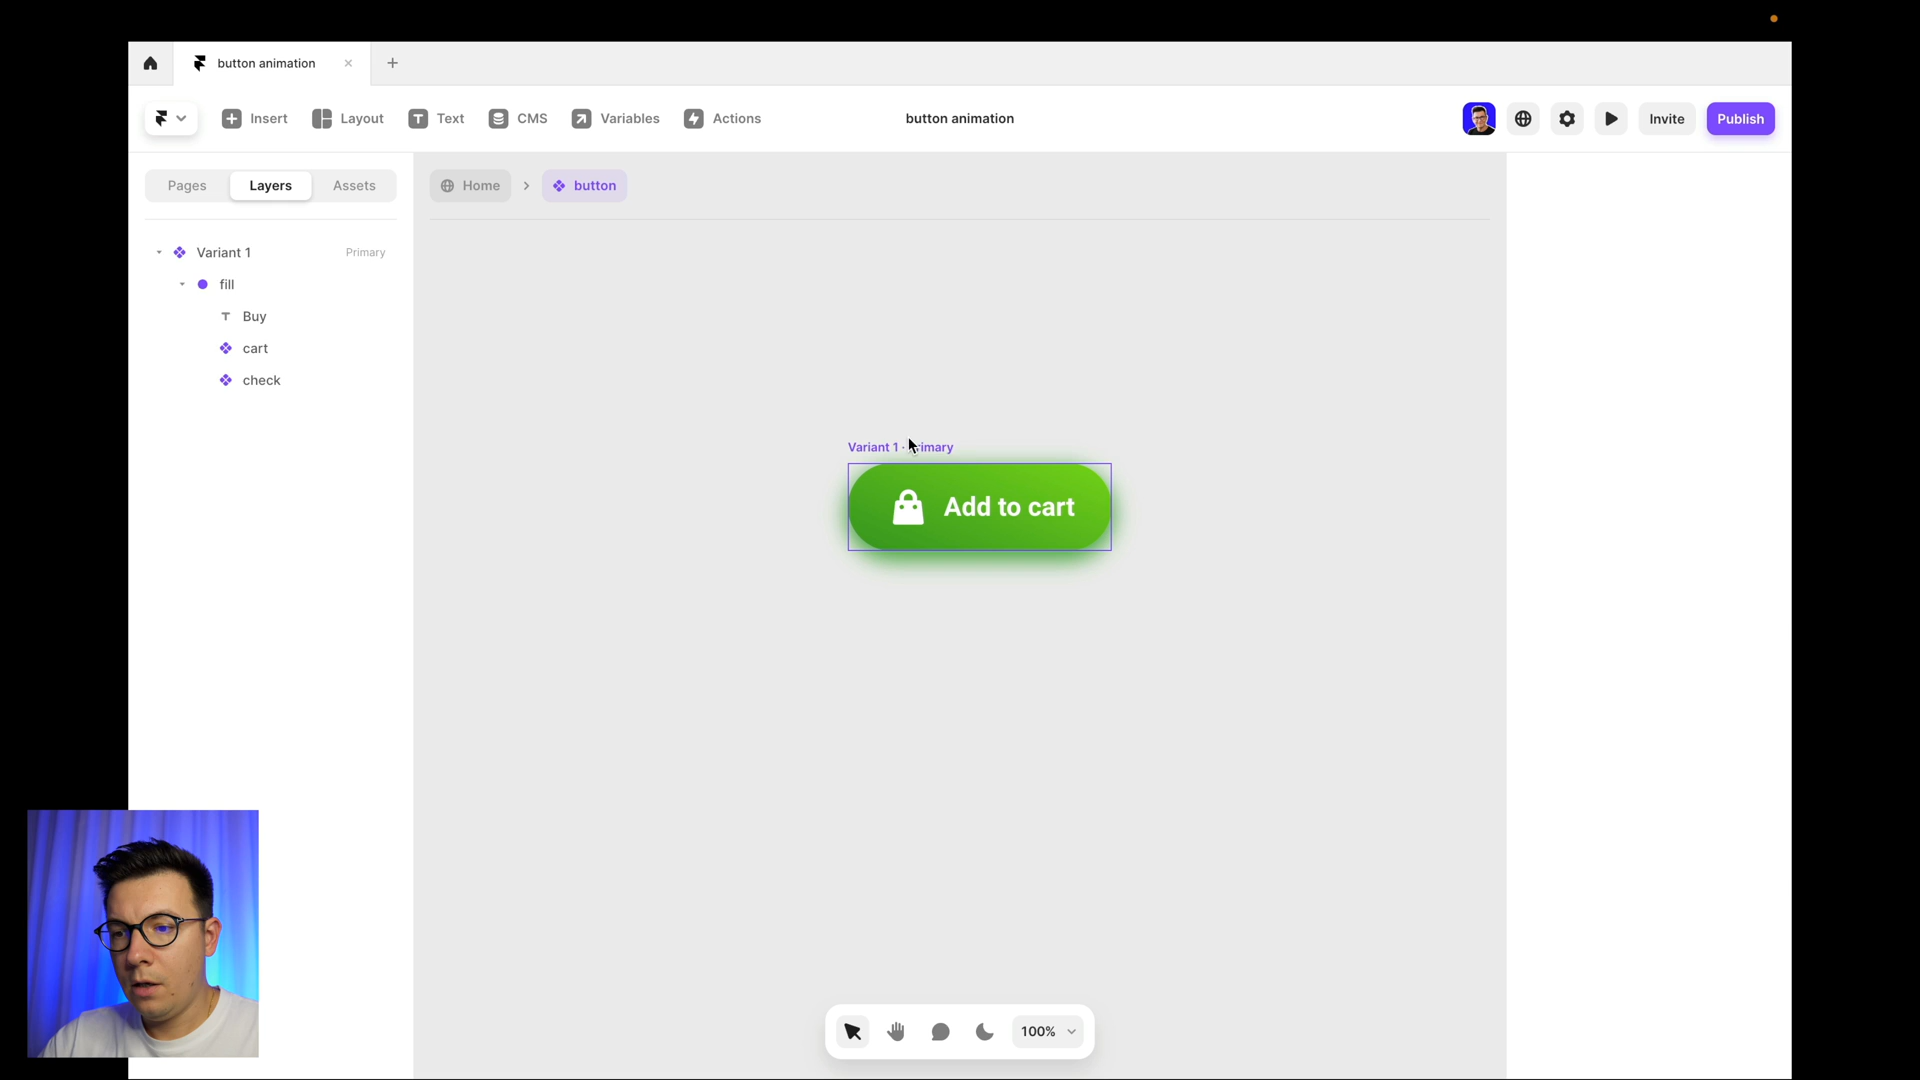 button animation
Insert
Layout
Text
CMS
Variables
Actions
button animation
Invite
Publish
Pages
Layers
Assets
Home
button
Variant 1
Primary
fill
Buy
cart
check
Variant 1 ·
Add to cart
100%